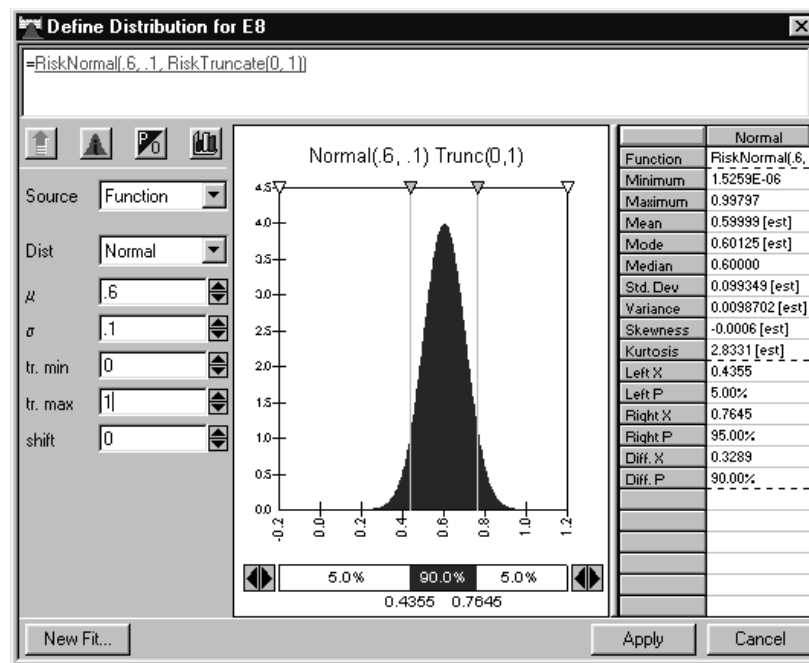 Define Distribution for E8
=RiskNormal(.6, .1, RiskTruncate(0, 1))
Source Function
Dist Normal
μ .6
σ .1
tr. min 0
tr. max 1
shift 0
Normal(.6, .1) Trunc(0,1)
4.5
4.0
3.5
3.0
2.5
2.0
1.5
1.0
0.5
0.0
-0.2 0.0 0.2 0.4 0.6 0.8 1.0 1.2
5.0% 90.0% 5.0%
0.4355 0.7645
Normal
Function RiskNormal(.6,
Minimum 1.5259E-06
Maximum 0.99797
Mean 0.59999 [est]
Mode 0.60125 [est]
Median 0.60000
Std. Dev 0.099349 [est]
Variance 0.0098702 [est]
Skewness -0.0006 [est]
Kurtosis 2.8331 [est]
Left X 0.4355
Left P 5.00%
Right X 0.7645
Right P 95.00%
Diff. X 0.3289
Diff. P 90.00%
New Fit... Apply Cancel